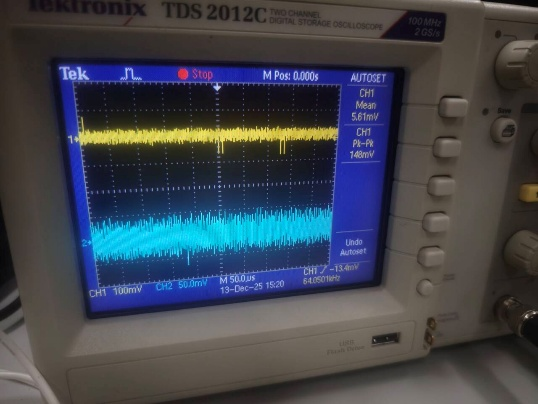 Tektronix TDS 2012C TWO CHANNEL DIGITAL STORAGE OSCILLOSCOPE
100 MHz
2 GS/s
Tek Stop M Pos: 0.000s AUTOSET
CH1
Mean
5.61mV
CH1
Pk-Pk
148mV
1
2
Undo
Autoset
CH1 100mV CH2 50.0mV M 50.0µs CH1 -13.4mV
13-Dec-25 15:20 64.0501kHz
USB